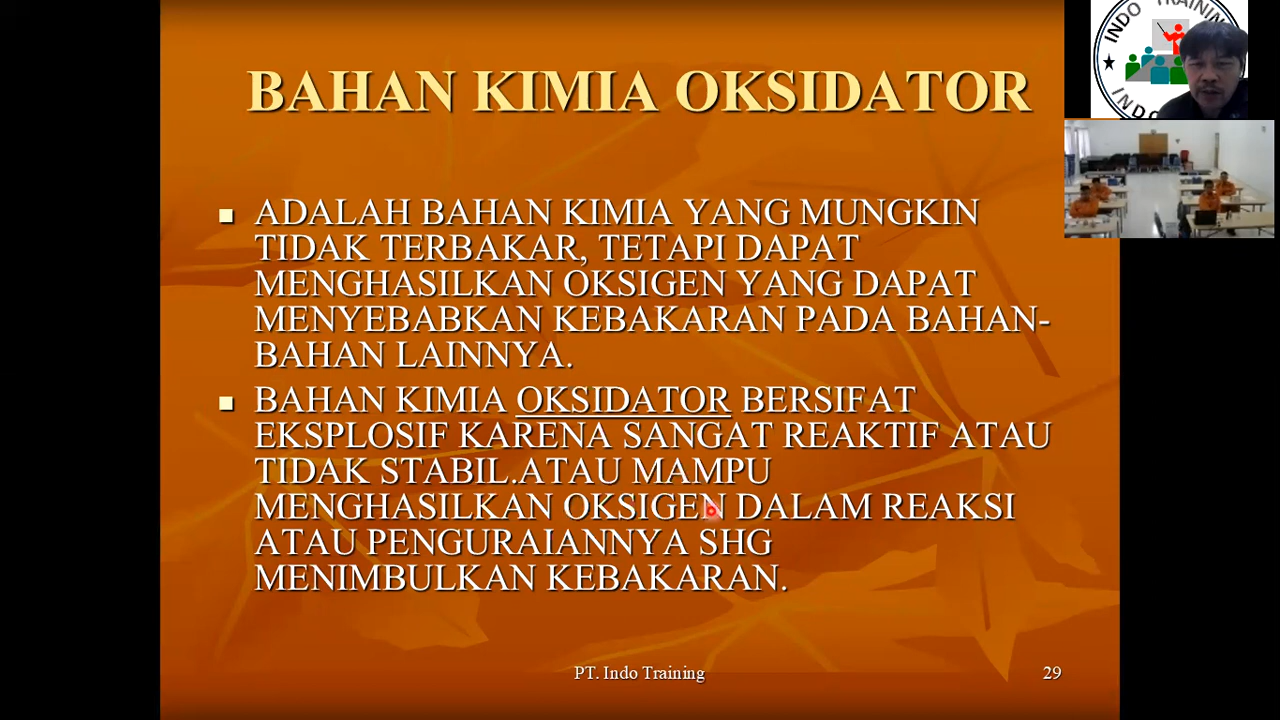 BAHAN KIMIA OKSIDATOR
ADALAH BAHAN KIMIA YANG MUNGKIN
TIDAK TERBAKAR, TETAPI DAPAT
MENGHASILKAN OKSIGEN YANG DAPAT
MENYEBABKAN KEBAKARAN PADA BAHAN-
BAHAN LAINNYA.
BAHAN KIMIA OKSIDATOR BERSIFAT
EKSPLOSIF KARENA SANGAT REAKTIF ATAU
TIDAK STABIL.ATAU MAMPU
MENGHASILKAN OKSIGEN DALAM REAKSI
ATAU PENGURAIANNYA SHG
MENIMBULKAN KEBAKARAN.
PT. Indo Training
29
INDO TRAINING
INDO